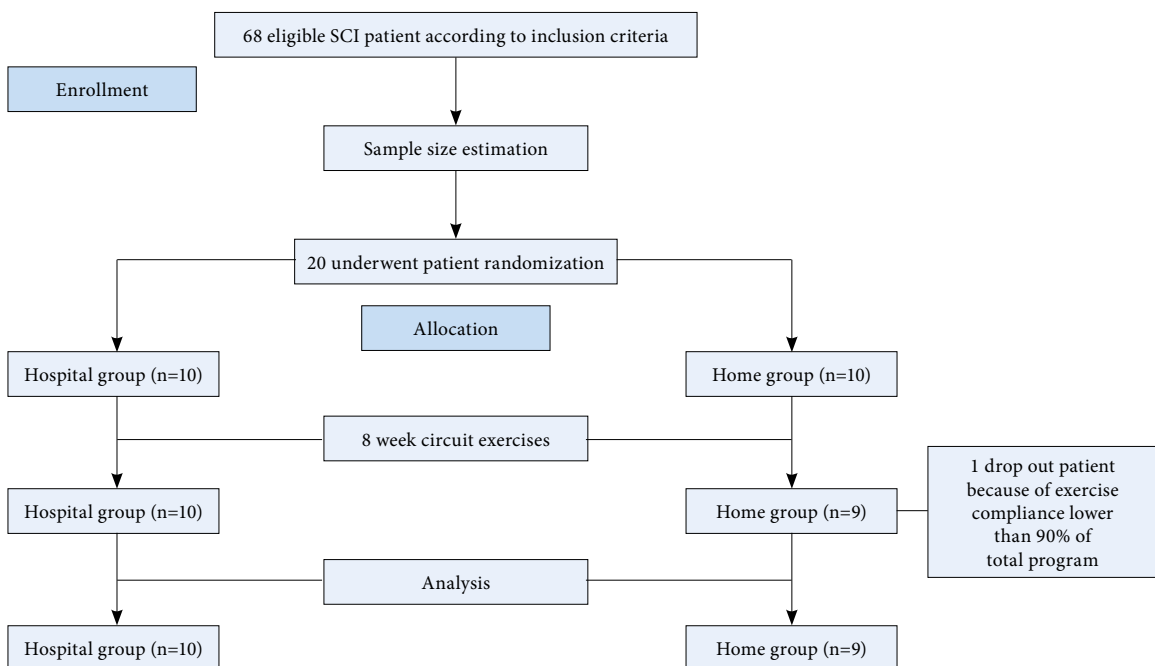 68 eligible SCI patient according to inclusion criteria
Enrollment
Sample size estimation
20 underwent patient randomization
Allocation
Hospital group (n=10)
Home group (n=10)
8 week circuit exercises
1 drop out patient
because of exercise
compliance lower
than 90% of
total program
Hospital group (n=10)
Home group (n=9)
Analysis
Hospital group (n=10)
Home group (n=9)